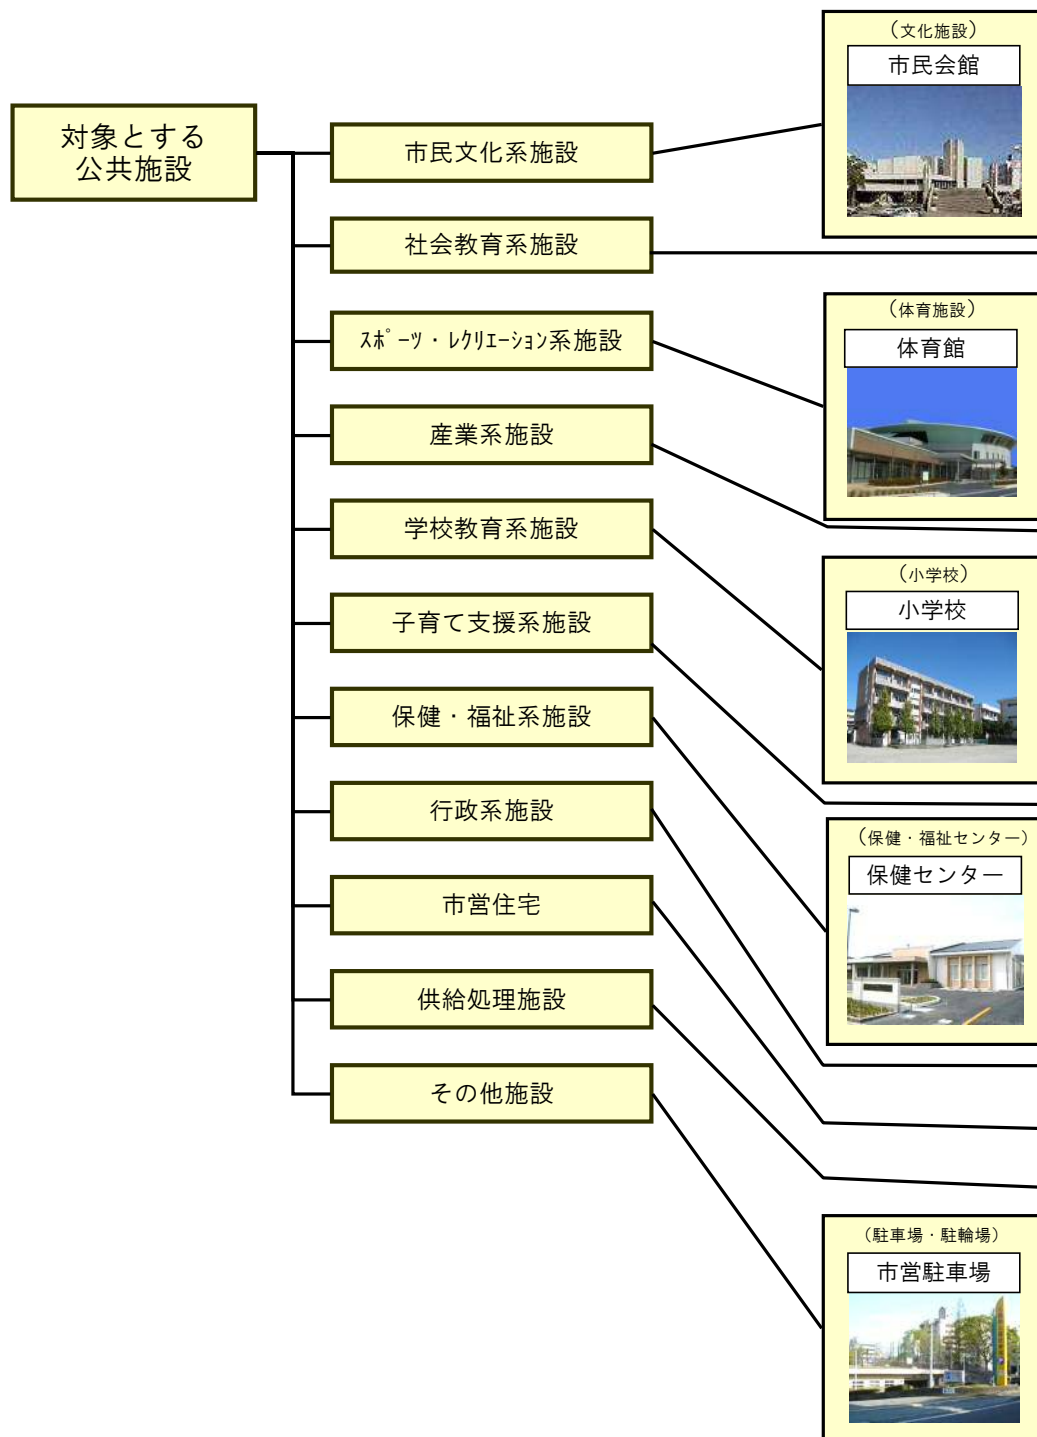 対象とする
公共施設
市民文化系施設
社会教育系施設
ｽﾎﾟｰﾂ・ﾚｸﾘｴｰｼｮﾝ系施設
産業系施設
学校教育系施設
子育て支援系施設
保健・福祉系施設
行政系施設
市営住宅
供給処理施設
その他施設
（文化施設）
市民会館
（体育施設）
体育館
（小学校）
小学校
（保健・福祉センター）
保健センター
（駐車場・駐輪場）
市営駐車場